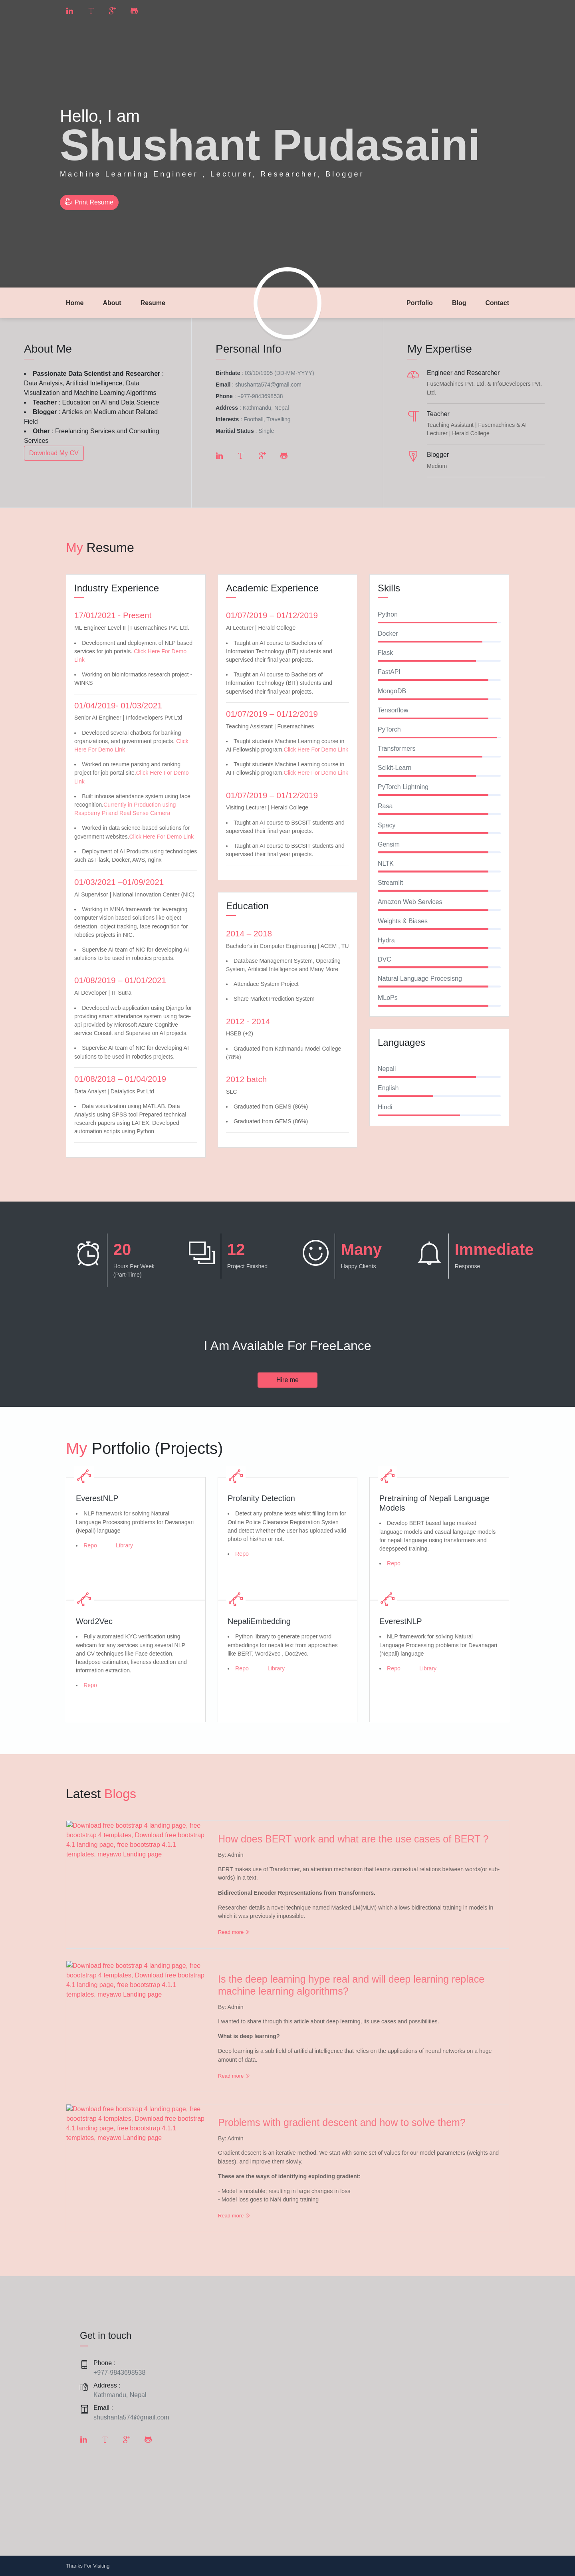 Hello, I am
Shushant Pudasaini
Machine Learning Engineer , Lecturer, Researcher, Blogger
Print Resume
Home
About
Resume
Portfolio
Blog
Contact
About Me
Passionate Data Scientist and Researcher :
Data Analysis, Artificial Intelligence, Data
Visualization and Machine Learning Algorithms
Teacher : Education on AI and Data Science
Blogger : Articles on Medium about Related
Field
Other : Freelancing Services and Consulting
Services
Download My CV
Personal Info
Birthdate : 03/10/1995 (DD-MM-YYYY)
Email : shushanta574@gmail.com
Phone : +977-9843698538
Address : Kathmandu, Nepal
Interests : Football, Travelling
Maritial Status : Single
My Expertise
Engineer and Researcher
FuseMachines Pvt. Ltd. & InfoDevelopers Pvt.
Ltd.
Teacher
Teaching Assistant | Fusemachines & AI
Lecturer | Herald College
Blogger
Medium
My Resume
Industry Experience
17/01/2021 - Present
ML Engineer Level II | Fusemachines Pvt. Ltd.
Development and deployment of NLP based
services for job portals. Click Here For Demo
Link
Working on bioinformatics research project -
WINKS
01/04/2019- 01/03/2021
Senior AI Engineer | Infodevelopers Pvt Ltd
Developed several chatbots for banking
organizations, and government projects. Click
Here For Demo Link
Worked on resume parsing and ranking
project for job portal site.Click Here For Demo
Link
Built inhouse attendance system using face
recognition.Currently in Production using
Raspberry Pi and Real Sense Camera
Worked in data science-based solutions for
government websites.Click Here For Demo Link
Deployment of AI Products using technologies
such as Flask, Docker, AWS, nginx
01/03/2021 –01/09/2021
AI Supervisor | National Innovation Center (NIC)
Working in MINA framework for leveraging
computer vision based solutions like object
detection, object tracking, face recognition for
robotics projects in NIC.
Supervise AI team of NIC for developing AI
solutions to be used in robotics projects.
01/08/2019 – 01/01/2021
AI Developer | IT Sutra
Developed web application using Django for
providing smart attendance system using face-
api provided by Microsoft Azure Cognitive
service Consult and Supervise on AI projects.
Supervise AI team of NIC for developing AI
solutions to be used in robotics projects.
01/08/2018 – 01/04/2019
Data Analyst | Datalytics Pvt Ltd
Data visualization using MATLAB. Data
Analysis using SPSS tool Prepared technical
research papers using LATEX. Developed
automation scripts using Python
Academic Experience
01/07/2019 – 01/12/2019
AI Lecturer | Herald College
Taught an AI course to Bachelors of
Information Technology (BIT) students and
supervised their final year projects.
Taught an AI course to Bachelors of
Information Technology (BIT) students and
supervised their final year projects.
01/07/2019 – 01/12/2019
Teaching Assistant | Fusemachines
Taught students Machine Learning course in
AI Fellowship program.Click Here For Demo Link
Taught students Machine Learning course in
AI Fellowship program.Click Here For Demo Link
01/07/2019 – 01/12/2019
Visiting Lecturer | Herald College
Taught an AI course to BsCSIT students and
supervised their final year projects.
Taught an AI course to BsCSIT students and
supervised their final year projects.
Education
2014 – 2018
Bachelor's in Computer Engineering | ACEM , TU
Database Management System, Operating
System, Artificial Intelligence and Many More
Attendace System Project
Share Market Prediction System
2012 - 2014
HSEB (+2)
Graduated from Kathmandu Model College
(78%)
2012 batch
SLC
Graduated from GEMS (86%)
Graduated from GEMS (86%)
Skills
Python
Docker
Flask
FastAPI
MongoDB
Tensorflow
PyTorch
Transformers
Scikit-Learn
PyTorch Lightning
Rasa
Spacy
Gensim
NLTK
Streamlit
Amazon Web Services
Weights & Biases
Hydra
DVC
Natural Language Procesisng
MLoPs
Languages
Nepali
English
Hindi
20
Hours Per Week
(Part-Time)
12
Project Finished
Many
Happy Clients
Immediate
Response
I Am Available For FreeLance
Hire me
My Portfolio (Projects)
EverestNLP
NLP framework for solving Natural
Language Processing problems for Devanagari
(Nepali) language
Repo Library
Profanity Detection
Detect any profane texts whist filling form for
Online Police Clearance Registration System
and detect whether the user has uploaded valid
photo of his/her or not.
Repo
Pretraining of Nepali Language
Models
Develop BERT based large masked
language models and casual language models
for nepali language using transformers and
deepspeed training.
Repo
Word2Vec
Fully automated KYC verification using
webcam for any services using several NLP
and CV techniques like Face detection,
headpose estimation, liveness detection and
information extraction.
Repo
NepaliEmbedding
Python library to generate proper word
embeddings for nepali text from approaches
like BERT, Word2vec , Doc2vec.
Repo Library
EverestNLP
NLP framework for solving Natural
Language Processing problems for Devanagari
(Nepali) language
Repo Library
Latest Blogs
Download free bootstrap 4 landing page, free
boootstrap 4 templates, Download free bootstrap
4.1 landing page, free boootstrap 4.1.1
templates, meyawo Landing page
How does BERT work and what are the use cases of BERT ?
By: Admin
BERT makes use of Transformer, an attention mechanism that learns contextual relations between words(or sub-
words) in a text.
Bidirectional Encoder Representations from Transformers.
Researcher details a novel technique named Masked LM(MLM) which allows bidirectional training in models in
which it was previously impossible.
Read more
Download free bootstrap 4 landing page, free
boootstrap 4 templates, Download free bootstrap
4.1 landing page, free boootstrap 4.1.1
templates, meyawo Landing page
Is the deep learning hype real and will deep learning replace
machine learning algorithms?
By: Admin
I wanted to share through this article about deep learning, its use cases and possibilities.
What is deep learning?
Deep learning is a sub field of artificial intelligence that relies on the applications of neural networks on a huge
amount of data.
Read more
Download free bootstrap 4 landing page, free
boootstrap 4 templates, Download free bootstrap
4.1 landing page, free boootstrap 4.1.1
templates, meyawo Landing page
Problems with gradient descent and how to solve them?
By: Admin
Gradient descent is an iterative method. We start with some set of values for our model parameters (weights and
biases), and improve them slowly.
These are the ways of identifying exploding gradient:
- Model is unstable; resulting in large changes in loss
- Model loss goes to NaN during training
Read more
Get in touch
Phone :
+977-9843698538
Address :
Kathmandu, Nepal
Email :
shushanta574@gmail.com
Thanks For Visiting